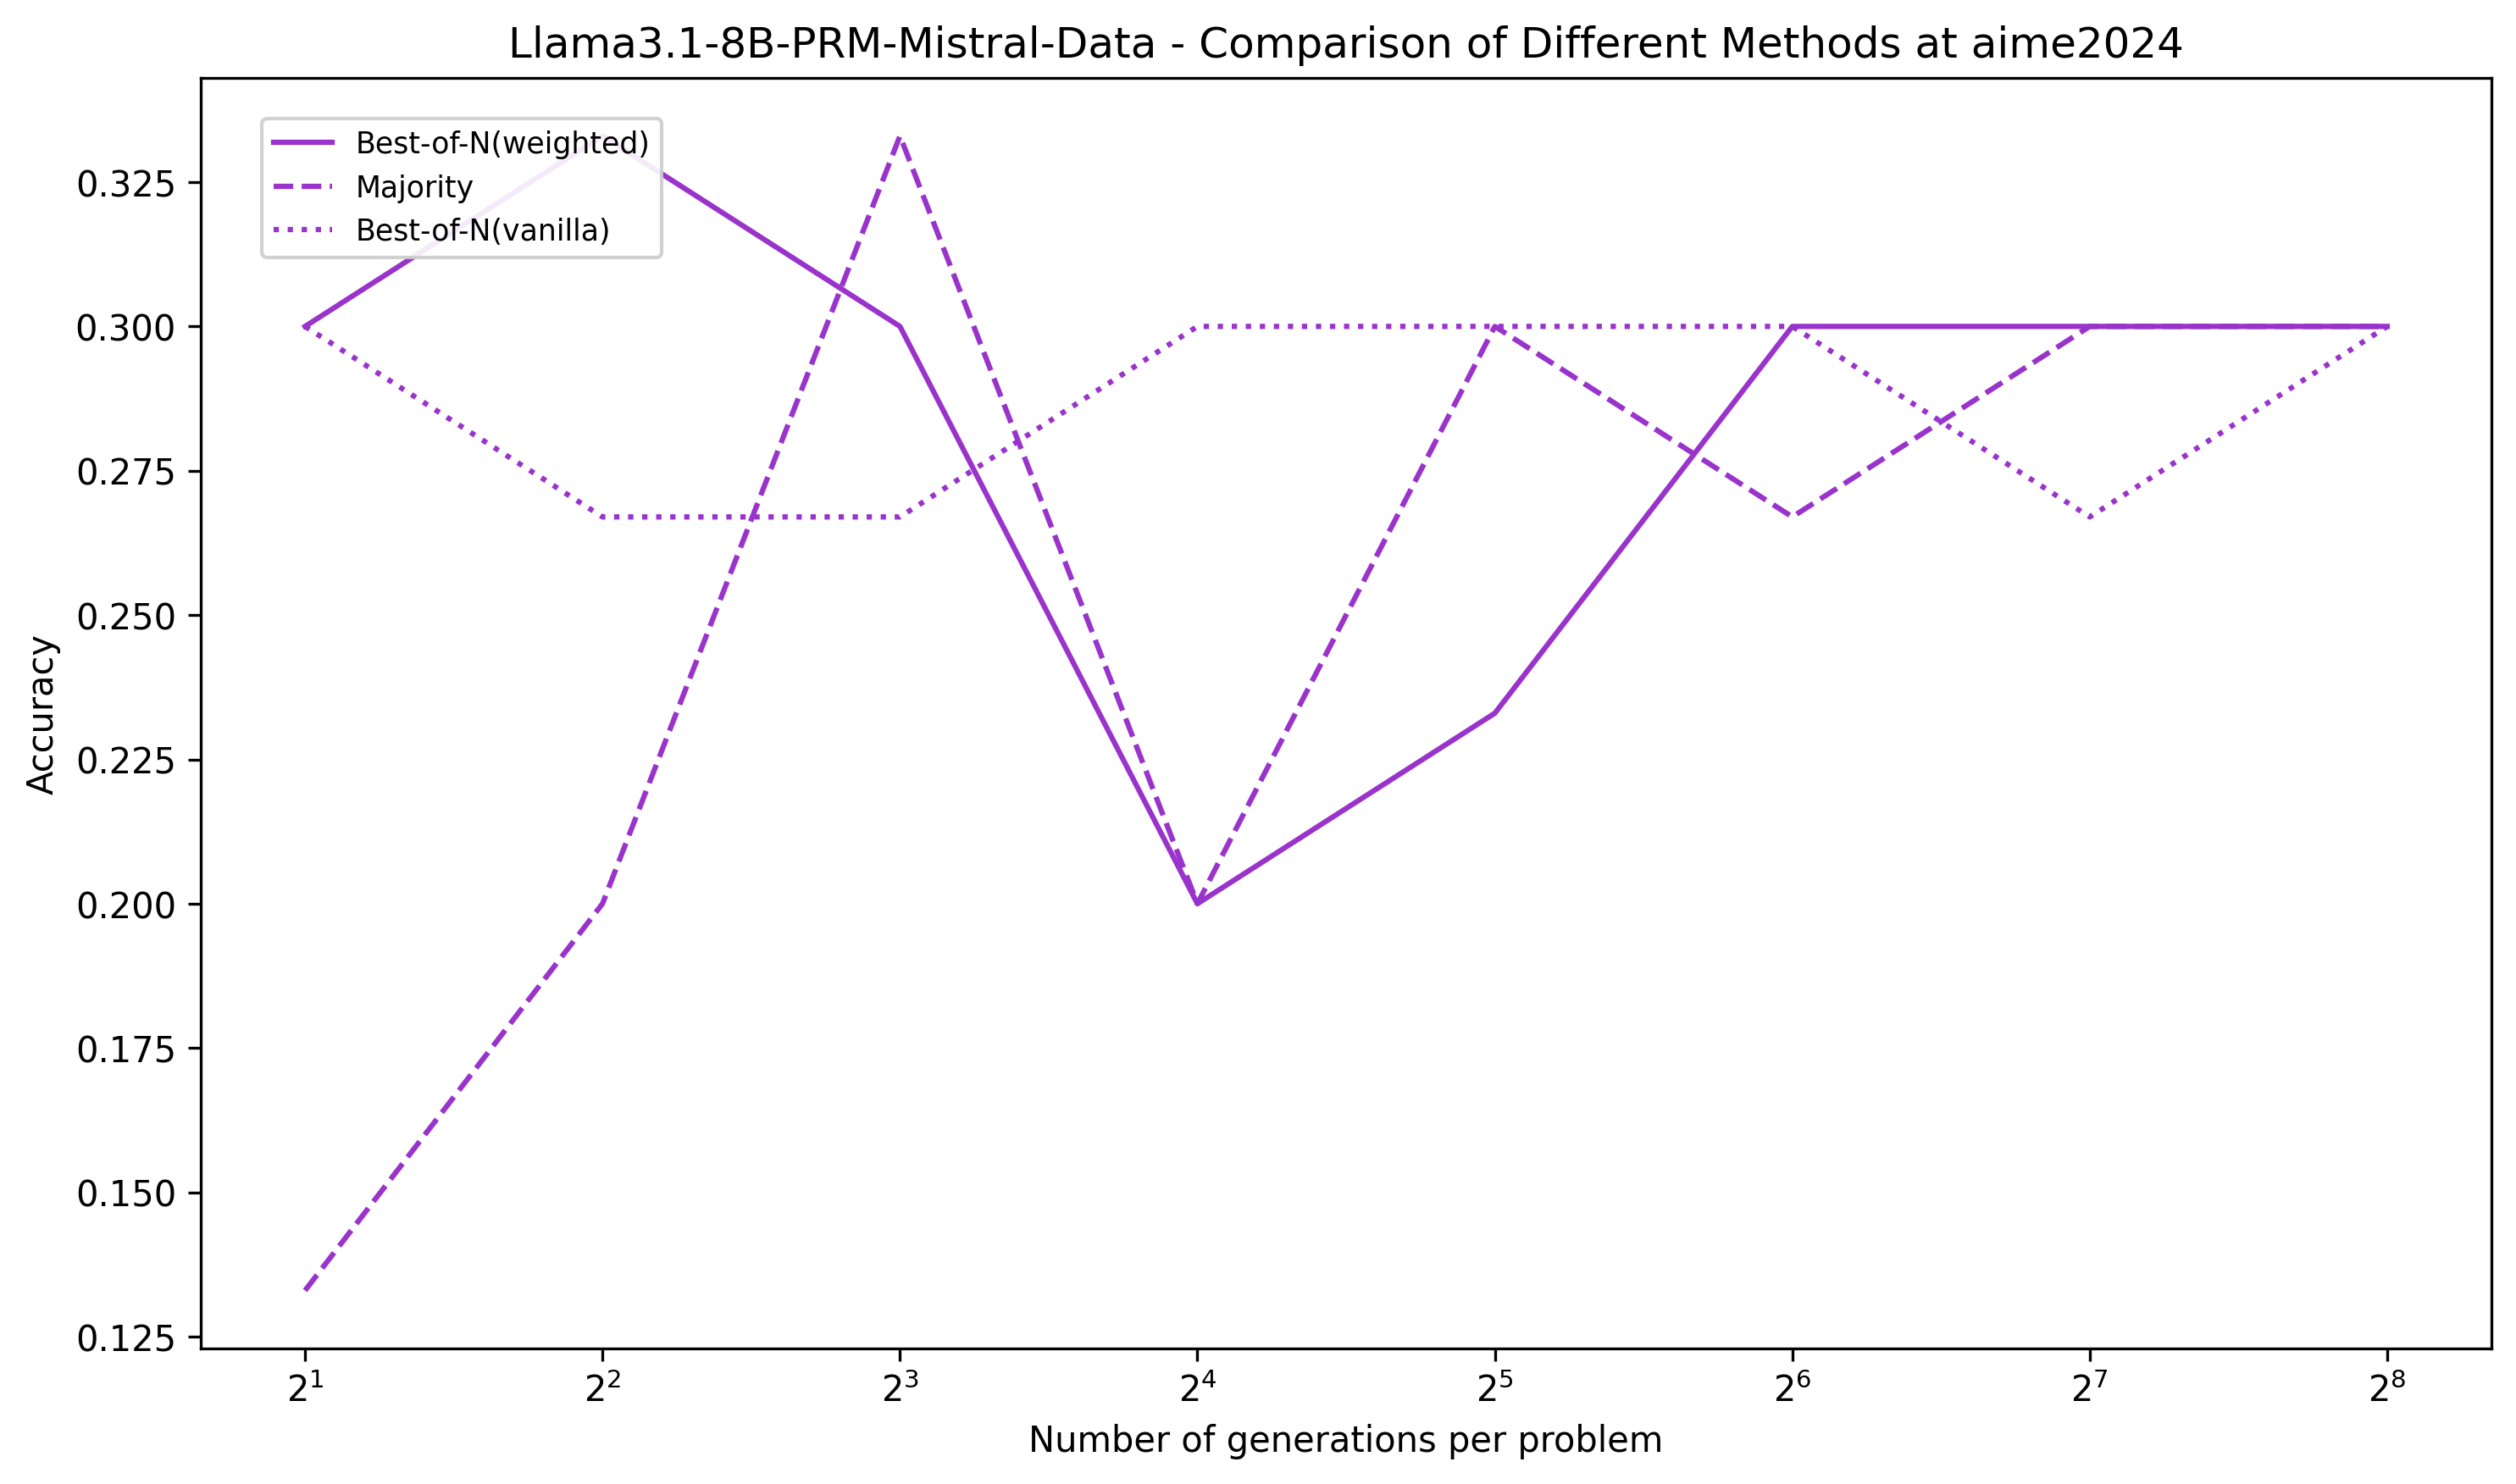 Llama3.1-8B-PRM-Mistral-Data - Comparison of Different Methods at aime2024
Best-of-N(weighted)
Majority
Best-of-N(vanilla)
Accuracy
0.325
0.300
0.275
0.250
0.225
0.200
0.175
0.150
0.125
2¹ 2² 2³ 2⁴ 2⁵ 2⁶ 2⁷ 2⁸
Number of generations per problem